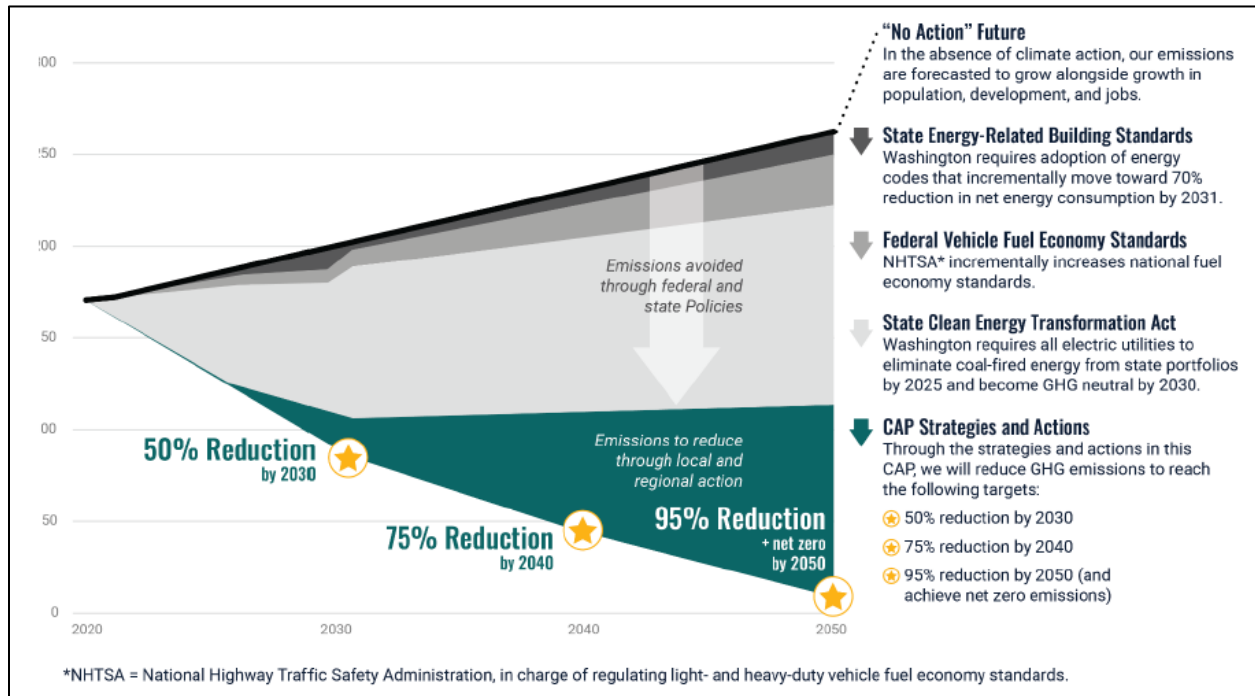 "No Action" Future
In the absence of climate action, our emissions
are forecasted to grow alongside growth in
population, development, and jobs.
State Energy-Related Building Standards
Washington requires adoption of energy
codes that incrementally move toward 70%
reduction in net energy consumption by 2031.
Federal Vehicle Fuel Economy Standards
NHTSA* incrementally increases national fuel
economy standards.
State Clean Energy Transformation Act
Washington requires all electric utilities to
eliminate coal-fired energy from state portfolios
by 2025 and become GHG neutral by 2030.
CAP Strategies and Actions
Through the strategies and actions in this
CAP, we will reduce GHG emissions to reach
the following targets:
50% reduction by 2030
75% reduction by 2040
95% reduction by 2050 (and
achieve net zero emissions)
Emissions avoided
through federal and
state Policies
Emissions to reduce
through local and
regional action
50% Reduction
by 2030
75% Reduction
by 2040
95% Reduction
+ net zero
by 2050
50
0
2020
2030
2040
2050
*NHTSA = National Highway Traffic Safety Administration, in charge of regulating light- and heavy-duty vehicle fuel economy standards.